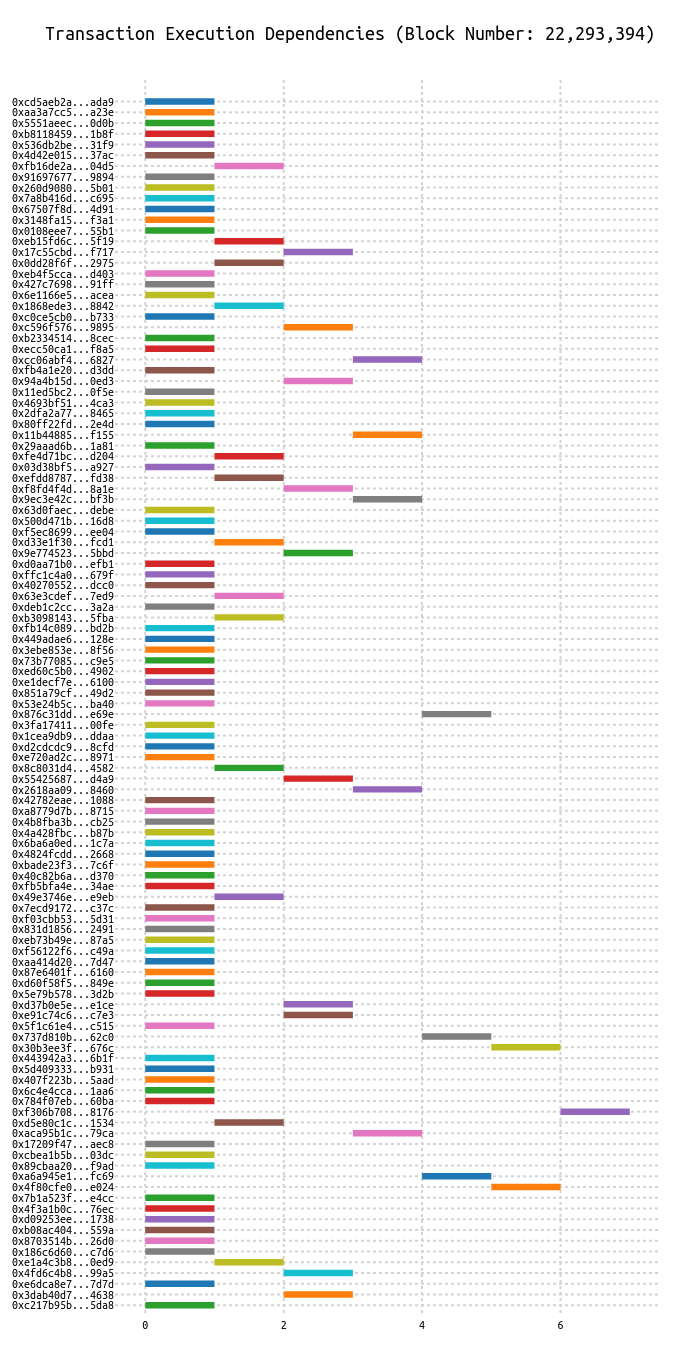 Transaction Execution Dependencies (Block Number: 22,293,394)
0xcd5aeb2a...ada9
0xaa3a7cc5...a23e
0x5551aeec...0d0b
0xb8118459...1b8f
0x536db2be...31f9
0x4d42e015...37ac
0xfb16de2a...04d5
0x91697677...9894
0x260d9080...5b01
0x7a8b416d...c695
0x67507f8d...4d91
0x3148fa15...f3a1
0x0108eee7...55b1
0xeb15fd6c...5f19
0x17c55cbd...f717
0x0dd28f6f...2975
0xeb4f5cca...d403
0x427c7698...91ff
0x6e1166e5...acea
0x1868ede3...8842
0xc0ce5cb0...b733
0xc596f576...9895
0xb2334514...8cec
0xecc50ca1...f8a5
0xcc06abf4...6827
0xfb4a1e20...d3dd
0x94a4b15d...0ed3
0x11ed5bc2...0f5e
0x4693bf51...4ca3
0x2dfa2a77...8465
0x80ff22fd...2e4d
0x11b44885...f155
0x29aaad6b...1a81
0xfe4d71bc...d204
0x03d38bf5...a927
0xefdd8787...fd38
0xf8fd4f4d...8a1e
0x9ec3e42c...bf3b
0x63d0faec...debe
0x500d471b...16d8
0xf5ec8699...ee04
0xd33e1f30...fcd1
0x9e774523...5bbd
0xd0aa71b0...efb1
0xffc1c4a0...679f
0x40270552...dcc0
0x63e3cdef...7ed9
0xdeb1c2cc...3a2a
0xb3098143...5fba
0xfb14c089...bd2b
0x449adae6...128e
0x3ebe853e...8f56
0x73b77085...c9e5
0xed60c5b0...4902
0xe1decf7e...6100
0x851a79cf...49d2
0x53e24b5c...ba40
0x876c31dd...e69e
0x3fa17411...00fe
0x1cea9db9...ddaa
0xd2cdcdc9...8cfd
0xe720ad2c...8971
0x8c8031d4...4582
0x55425687...d4a9
0x2618aa09...8460
0x42782eae...1088
0xa8779d7b...8715
0x4b8fba3b...cb25
0x4a428fbc...b87b
0x6ba6a0ed...1c7a
0x4824fcdd...2668
0xbade23f3...7c6f
0x40c82b6a...d370
0xfb5bfa4e...34ae
0x49e3746e...e9eb
0x7ecd9172...c37c
0xf03cbb53...5d31
0x831d1856...2491
0xeb73b49e...87a5
0xf56122f6...c49a
0xaa414d20...7d47
0x87e6401f...6160
0xd60f58f5...849e
0x5e79b578...3d2b
0xd37b0e5e...e1ce
0xe91c74c6...c7e3
0x5f1c61e4...c515
0x737d810b...62c0
0x30b3ee3f...676c
0x443942a3...6b1f
0x5d409333...b931
0x407f223b...5aad
0x6c4e4cca...1aa6
0x784f07eb...60ba
0xf306b708...8176
0xd5e80c1c...1534
0xaca95b1c...79ca
0x17209f47...aec8
0xcbea1b5b...03dc
0x89cbaa20...f9ad
0xa6a945e1...fc69
0x4f80cfe0...e024
0x7b1a523f...e4cc
0x4f3a1b0c...76ec
0xd09253ee...1738
0xb08ac404...559a
0x8703514b...26d0
0x186c6d60...c7d6
0xe1a4c3b8...0ed9
0x4fd6c4b8...99a5
0xe6dca8e7...7d7d
0x3dab40d7...4638
0xc217b95b...5da8
0 2 4 6